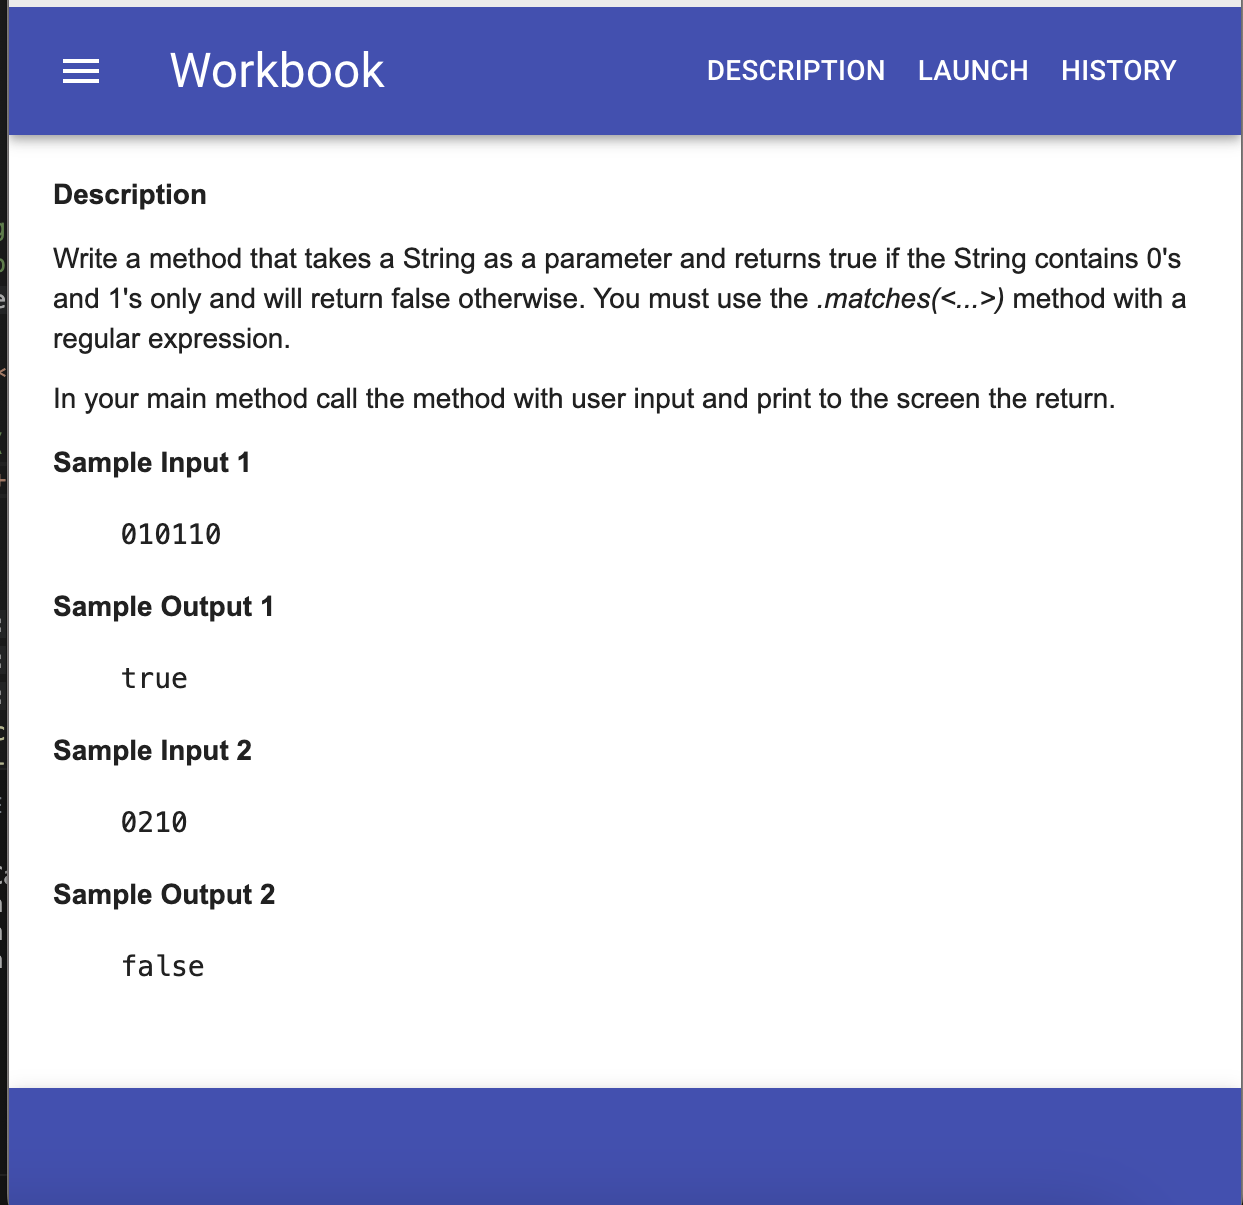 Workbook
DESCRIPTION LAUNCH HISTORY
Description
Write a method that takes a String as a parameter and returns true if the String contains 0's
and 1's only and will return false otherwise. You must use the .matches(<...>) method with a
regular expression.
In your main method call the method with user input and print to the screen the return.
Sample Input 1
010110
Sample Output 1
true
Sample Input 2
0210
Sample Output 2
false